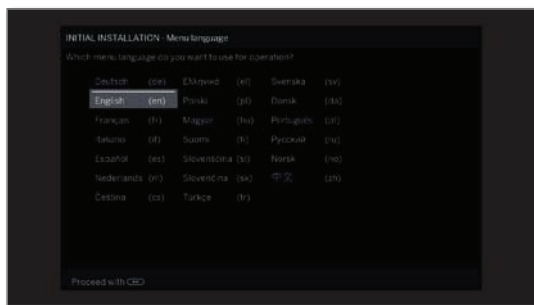 INITIAL INSTALLATION - Menu language
Which menu language do you want to use for operation?
Deutsch (de) Ελληνικά (el) Svenska (sv)
English (en) Polski (pl) Dansk (da)
Français (fr) Magyar (hu) Português (pt)
Italiano (it) Suomi (fi) Русский (ru)
Español (es) Slovenščina (sl) Norsk (no)
Nederlands (nl) Slovenčina (sk) 中文 (zh)
Čeština (cs) Türkçe (tr)
Proceed with OK